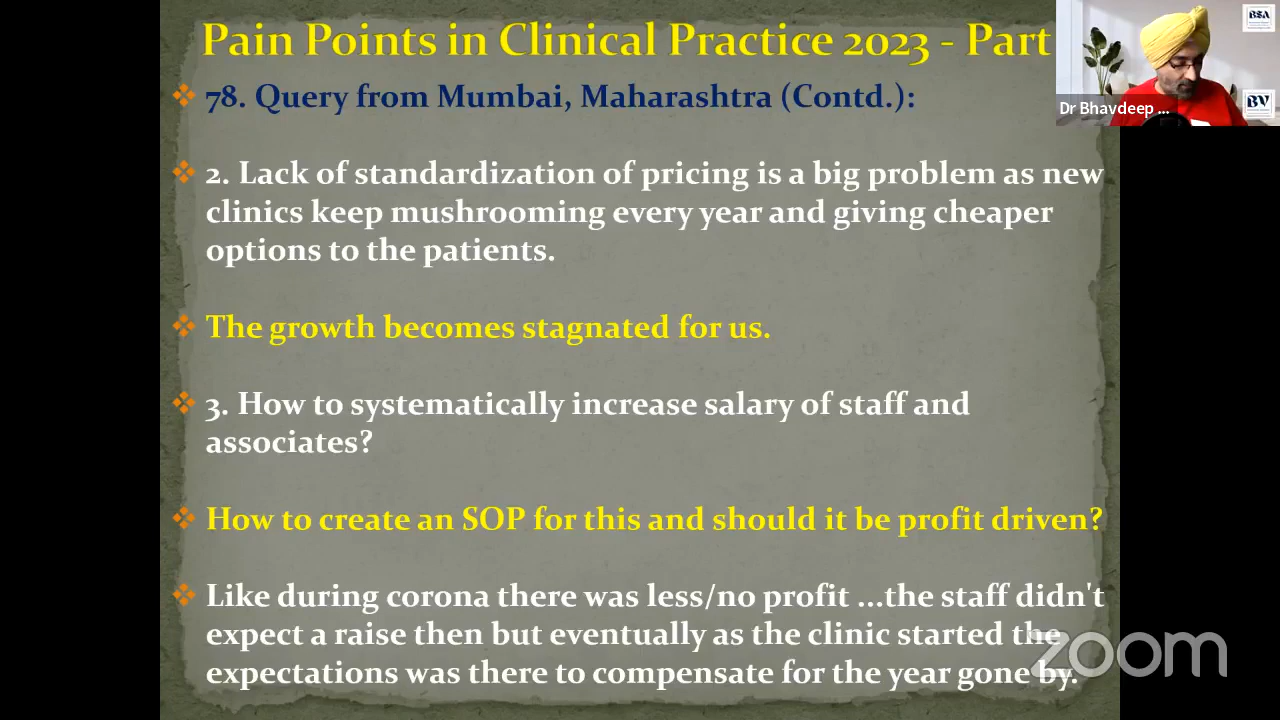 Pain Points in Clinical Practice 2023 - Part
78. Query from Mumbai, Maharashtra (Contd.):
2. Lack of standardization of pricing is a big problem as new
clinics keep mushrooming every year and giving cheaper
options to the patients.
The growth becomes stagnated for us.
3. How to systematically increase salary of staff and
associates?
How to create an SOP for this and should it be profit driven?
Like during corona there was less/no profit ...the staff didn't
expect a raise then but eventually as the clinic started the
expectations was there to compensate for the year gone by.
Dr Bhavdeep ...
BSA
BV
zoom